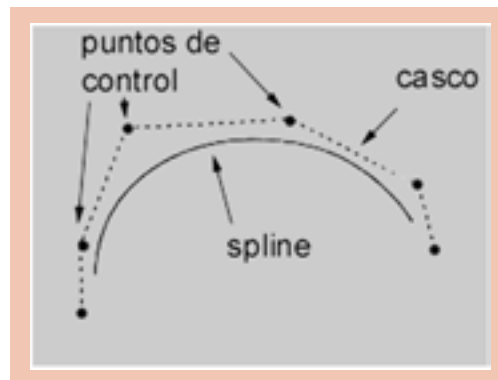 puntos de
control
casco
spline